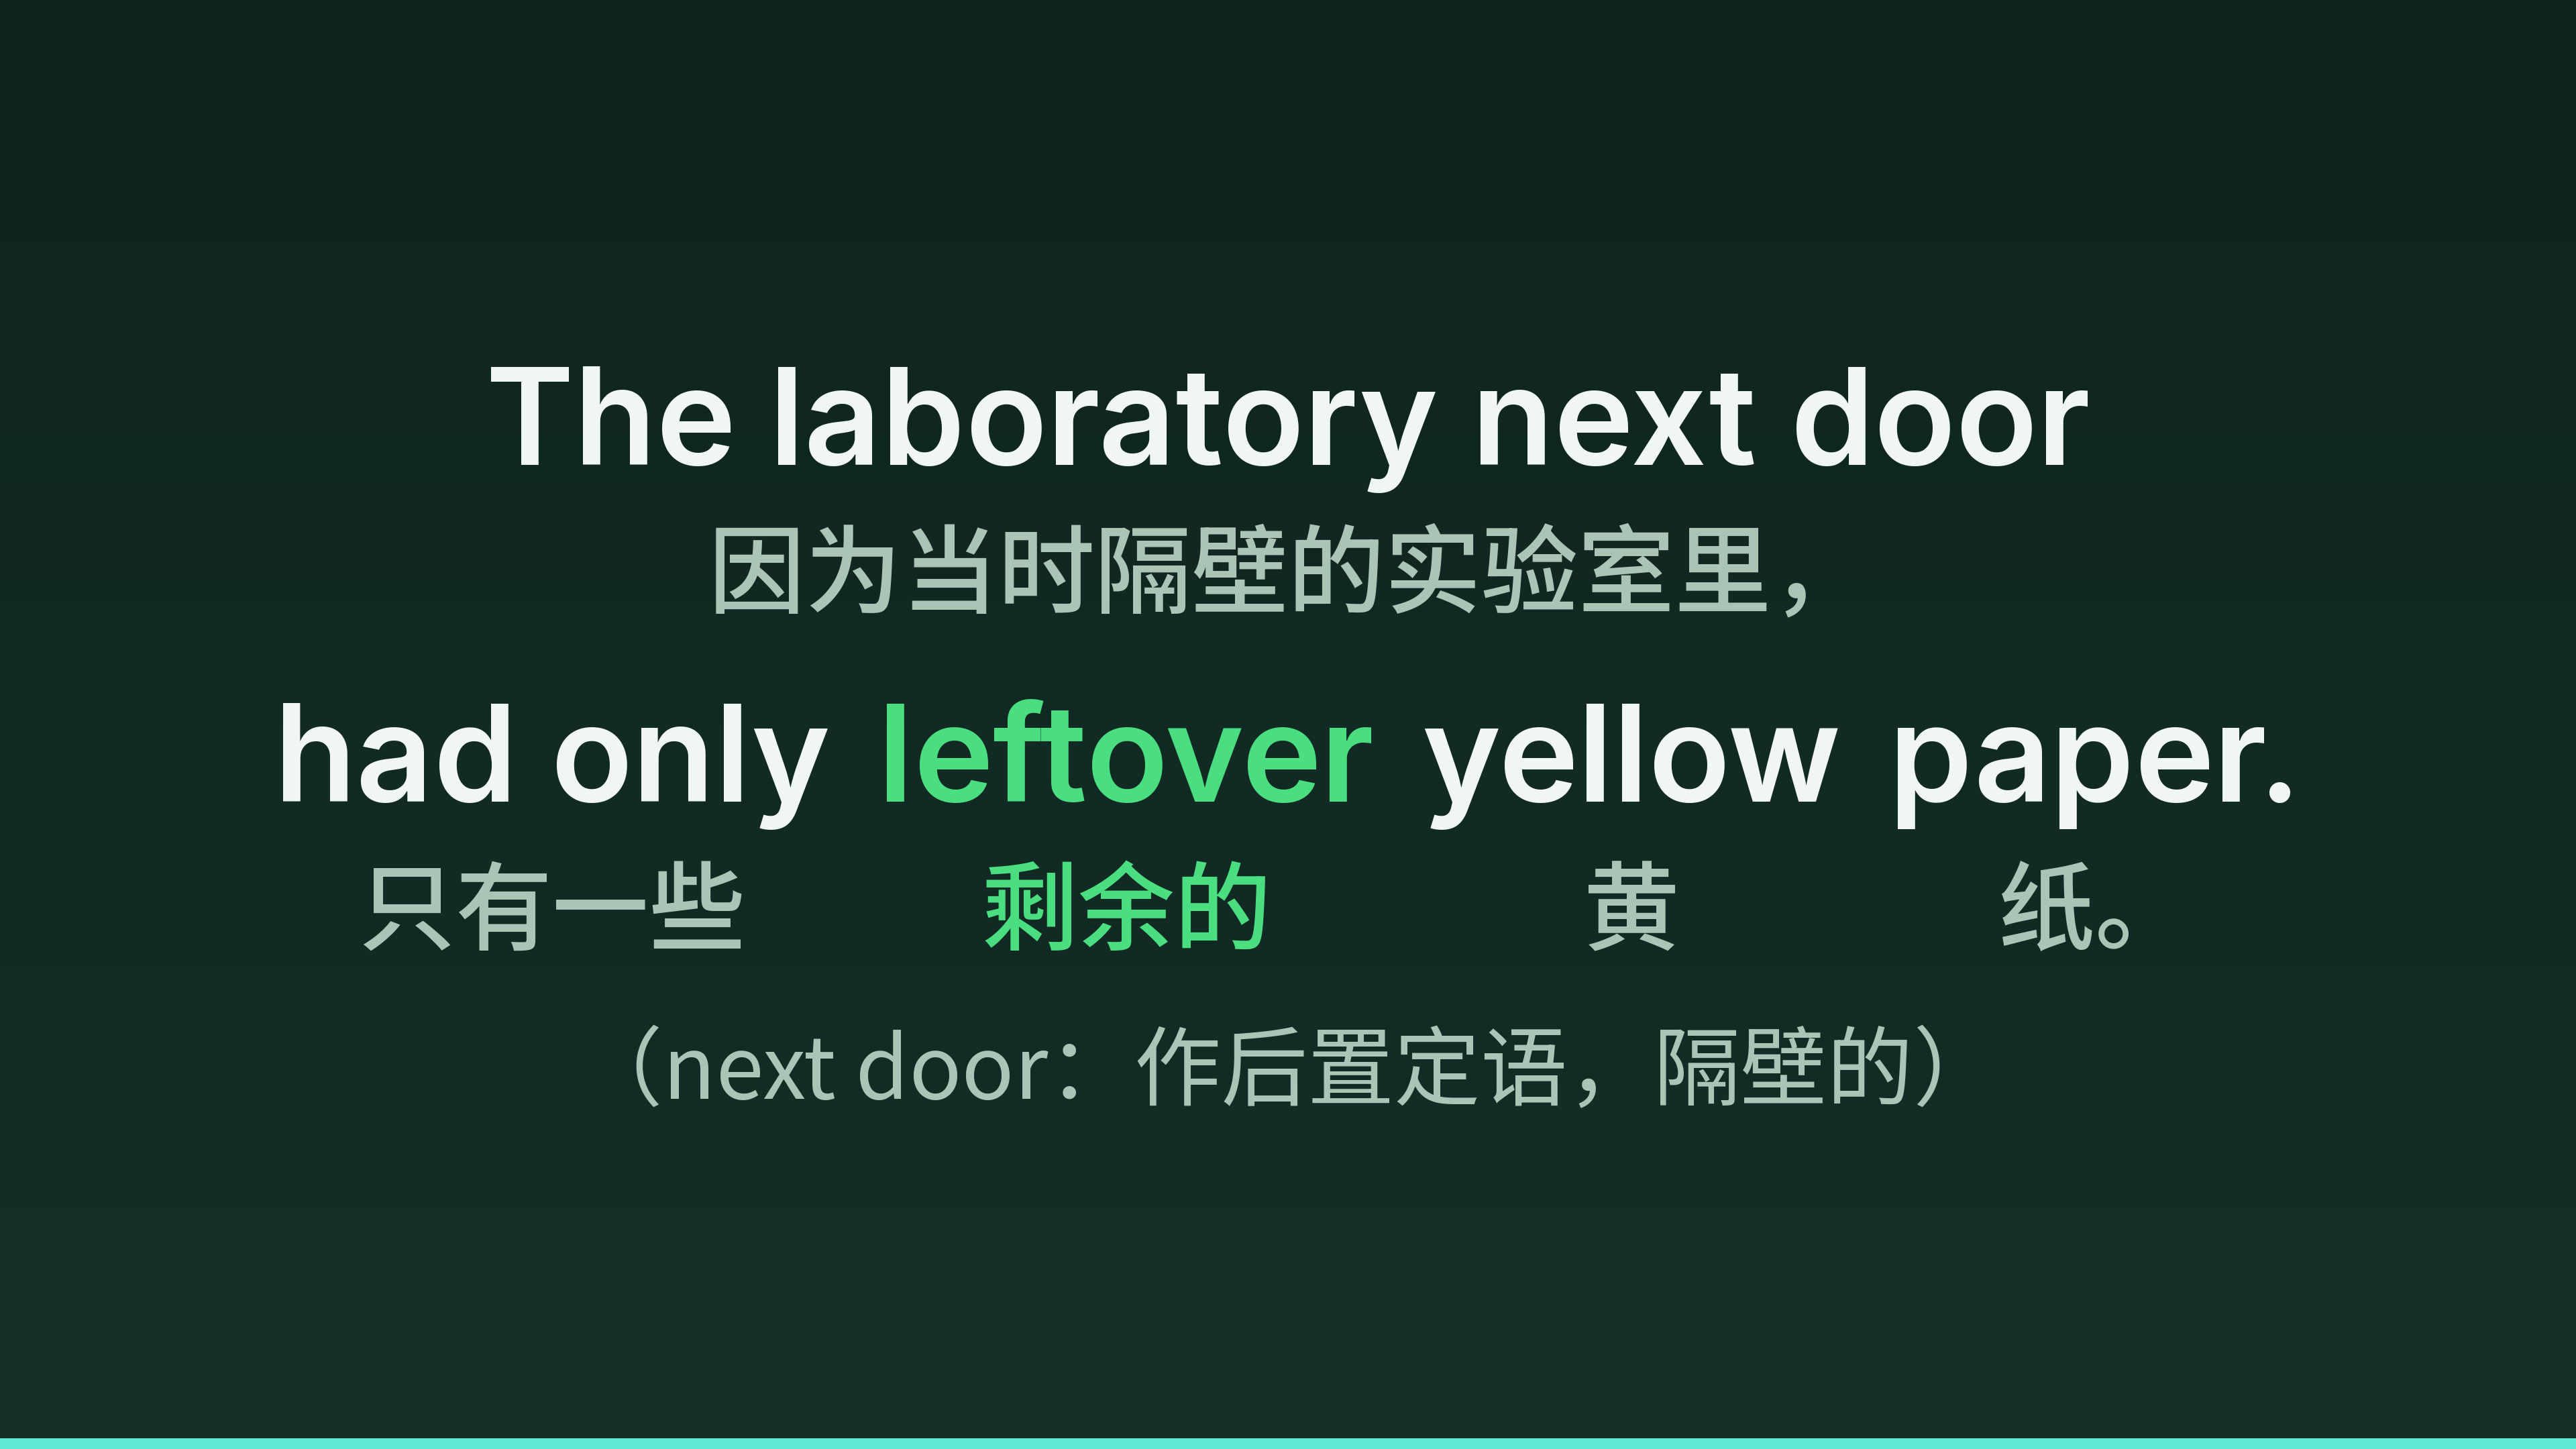 The laboratory next door
因为当时隔壁的实验室里，
had only leftover yellow paper.
只有一些 剩余的 黄 纸。
（next door：作后置定语，隔壁的）